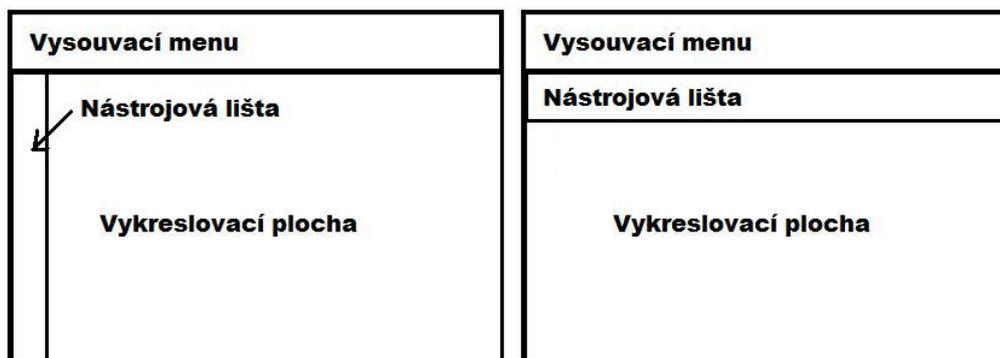 Vysouvací menu
Nástrojová lišta
Vykreslovací plocha
Vysouvací menu
Nástrojová lišta
Vykreslovací plocha